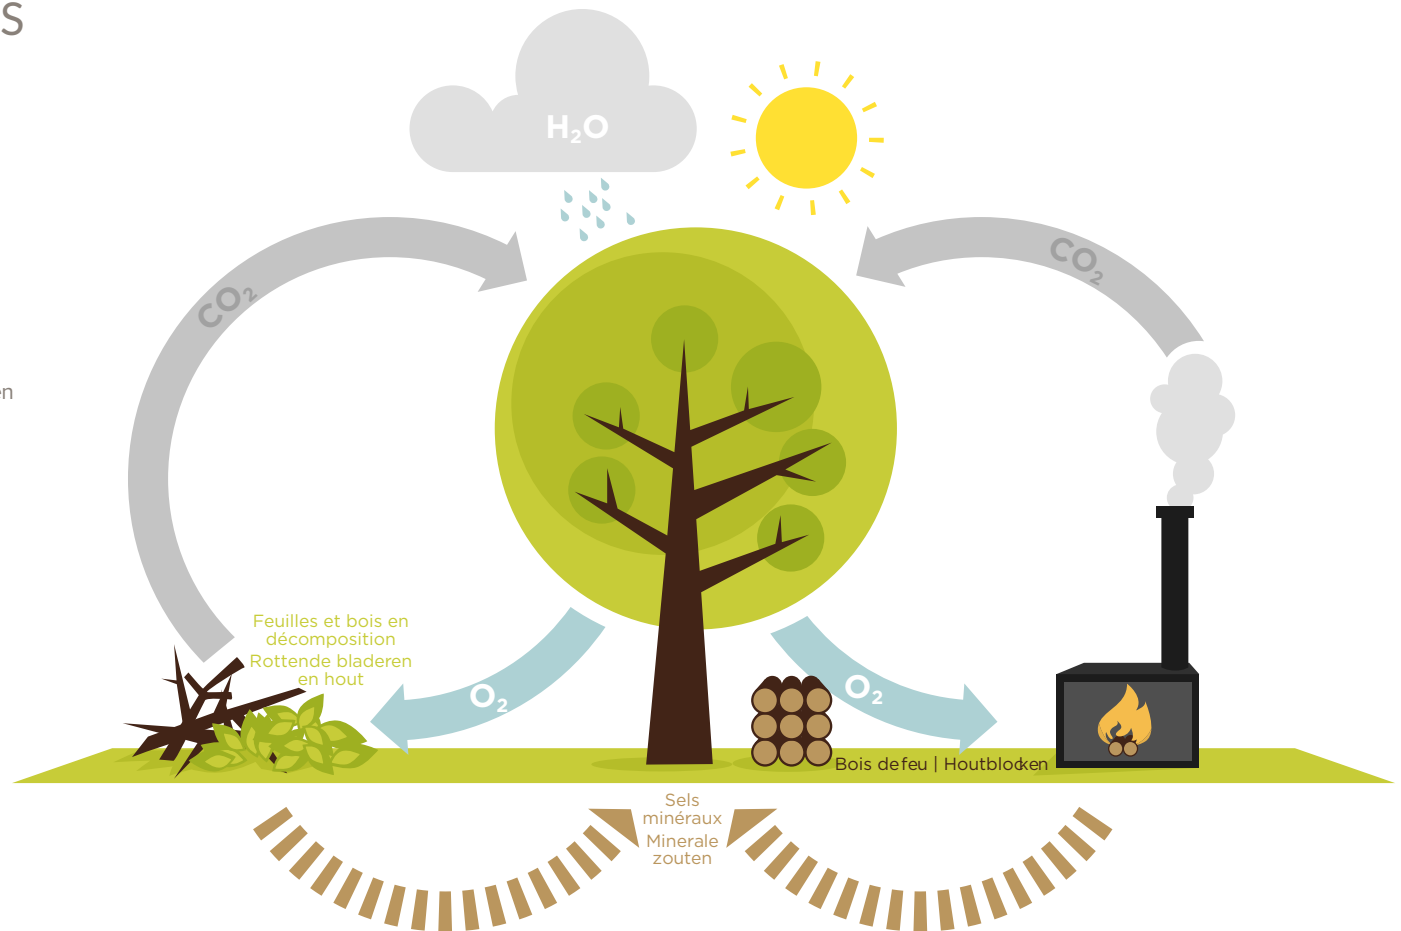 S
en
H₂O
CO₂
CO₂
Feuilles et bois en
décomposition
Rottende bladeren
en hout
O₂
O₂
Bois de feu | Houtblokken
Sels
minéraux
Minerale
zouten